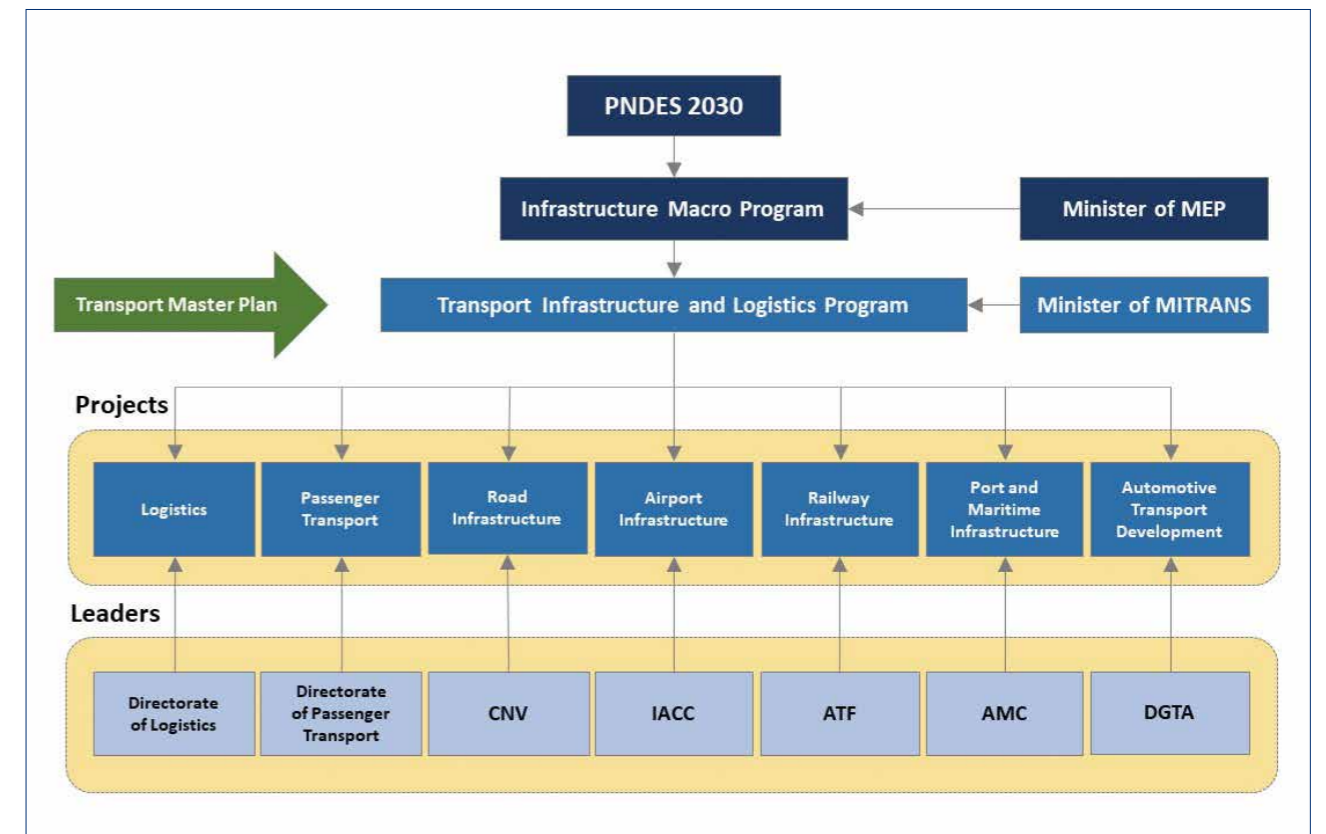 PNDES 2030
Infrastructure Macro Program
Minister of MEP
Transport Master Plan
Transport Infrastructure and Logistics Program
Minister of MITRANS
Projects
Logistics
Passenger
Transport
Road
Infrastructure
Airport
Infrastructure
Railway
Infrastructure
Port and
Maritime
Infrastructure
Automotive
Transport
Development
Leaders
Directorate
of Logistics
Directorate
of Passenger
Transport
CNV
IACC
ATF
AMC
DGTA